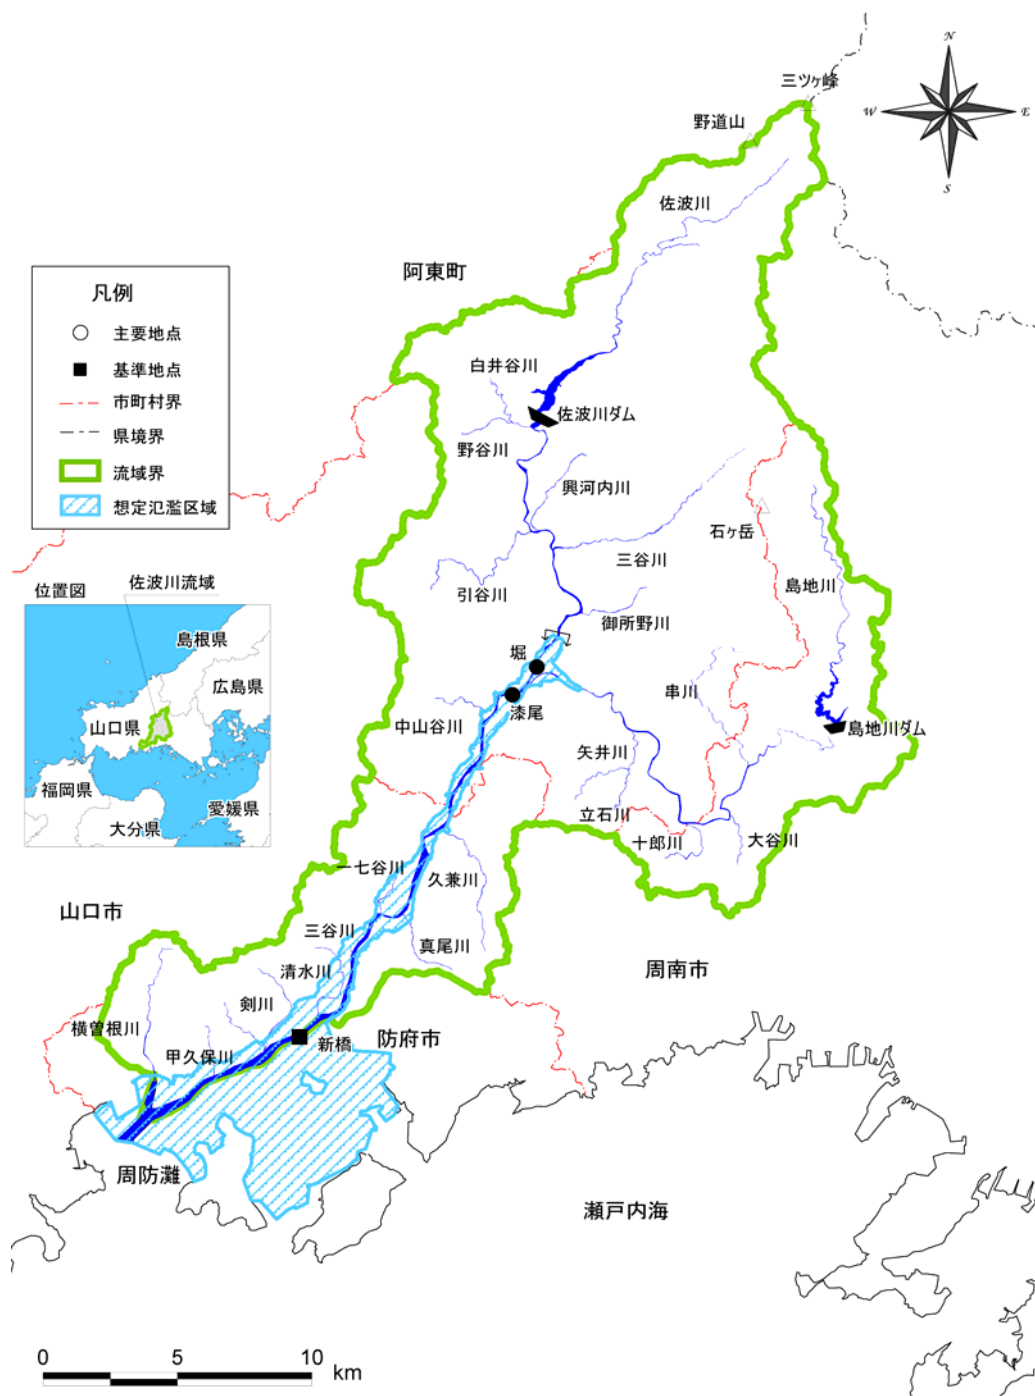 三ツヶ峰
野道山
N
W
E
S
佐波川
阿東町
凡例
主要地点
基準地点
市町村界
県境界
流域界
想定氾濫区域
白井谷川
佐波川ダム
野谷川
興河内川
石ヶ岳
三谷川
島地川
引谷川
御所野川
位置図
佐波川流域
島根県
広島県
山口県
福岡県
愛媛県
大分県
堀
漆尾
串川
島地川ダム
中山谷川
矢井川
立石川
十郎川
大谷川
一七谷川
久兼川
山口市
三谷川
真尾川
清水川
周南市
剣川
横曽根川
新橋
防府市
甲久保川
周防灘
瀬戸内海
0
5
10
km